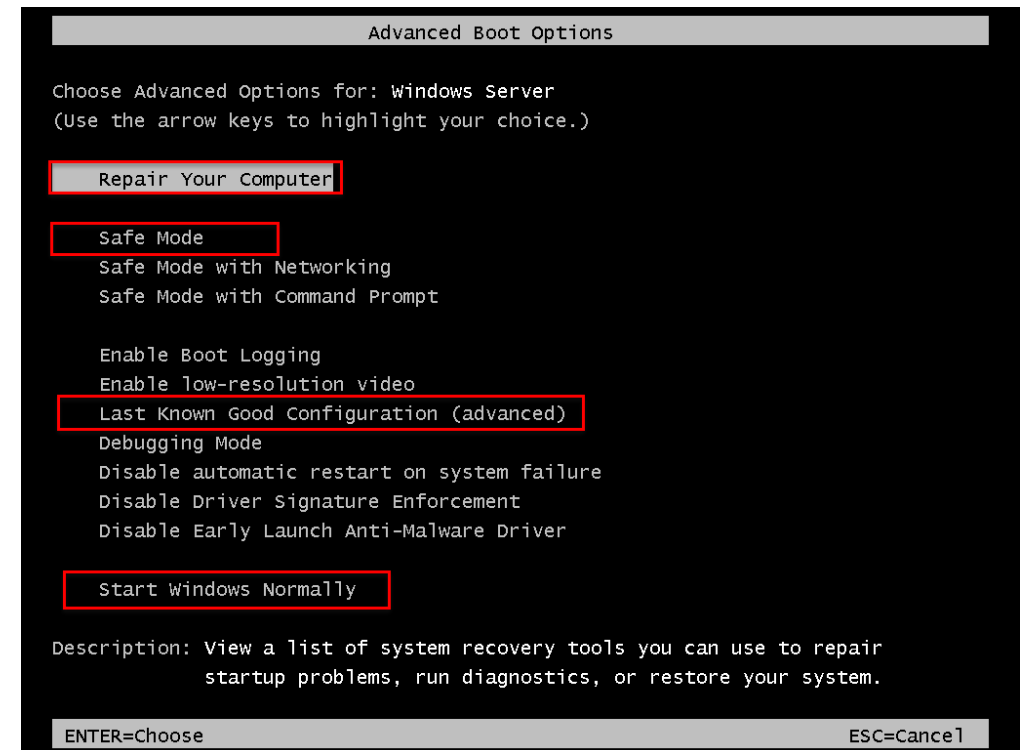 Advanced Boot Options
Choose Advanced Options for: Windows Server
(Use the arrow keys to highlight your choice.)
Repair Your Computer
Safe Mode
Safe Mode with Networking
Safe Mode with Command Prompt
Enable Boot Logging
Enable low-resolution video
Last Known Good Configuration (advanced)
Debugging Mode
Disable automatic restart on system failure
Disable Driver Signature Enforcement
Disable Early Launch Anti-Malware Driver
Start Windows Normally
Description: View a list of system recovery tools you can use to repair
startup problems, run diagnostics, or restore your system.
ENTER=Choose ESC=Cancel